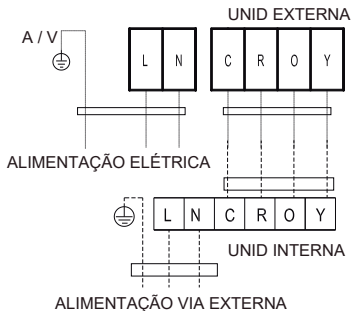 UNID EXTERNA
A / V
L N C R O Y
ALIMENTAÇÃO ELÉTRICA
L N C R O Y
UNID INTERNA
ALIMENTAÇÃO VIA EXTERNA